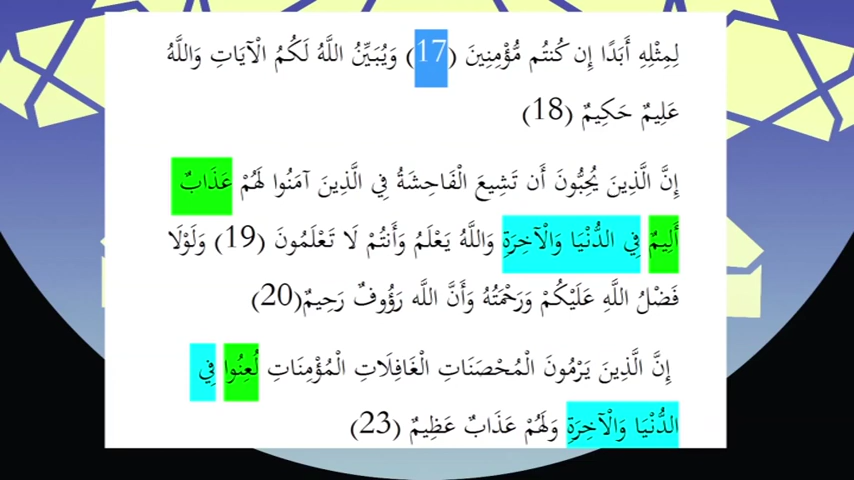 لِمِثْلِهِ أَبَدًا إِن كُنتُم مُّؤْمِنِينَ (17) وَيُبَيِّنُ اللَّهُ لَكُمُ الْآيَاتِ وَاللَّهُ
عَلِيمٌ حَكِيمٌ (18)
إِنَّ الَّذِينَ يُحِبُّونَ أَن تَشِيعَ الْفَاحِشَةُ فِي الَّذِينَ آمَنُوا لَهُمْ عَذَابٌ
أَلِيمٌ فِي الدُّنْيَا وَالْآخِرَةِ وَاللَّهُ يَعْلَمُ وَأَنتُمْ لَا تَعْلَمُونَ (19) وَلَوْلَا
فَضْلُ اللَّهِ عَلَيْكُمْ وَرَحْمَتُهُ وَأَنَّ اللَّه رَؤُوفٌ رَحِيمٌ(20)
إِنَّ الَّذِينَ يَرْمُونَ الْمُحْصَنَاتِ الْغَافِلَاتِ الْمُؤْمِنَاتِ لُعِنُوا فِي
الدُّنْيَا وَالْآخِرَةِ وَلَهُمْ عَذَابٌ عَظِيمٌ (23)